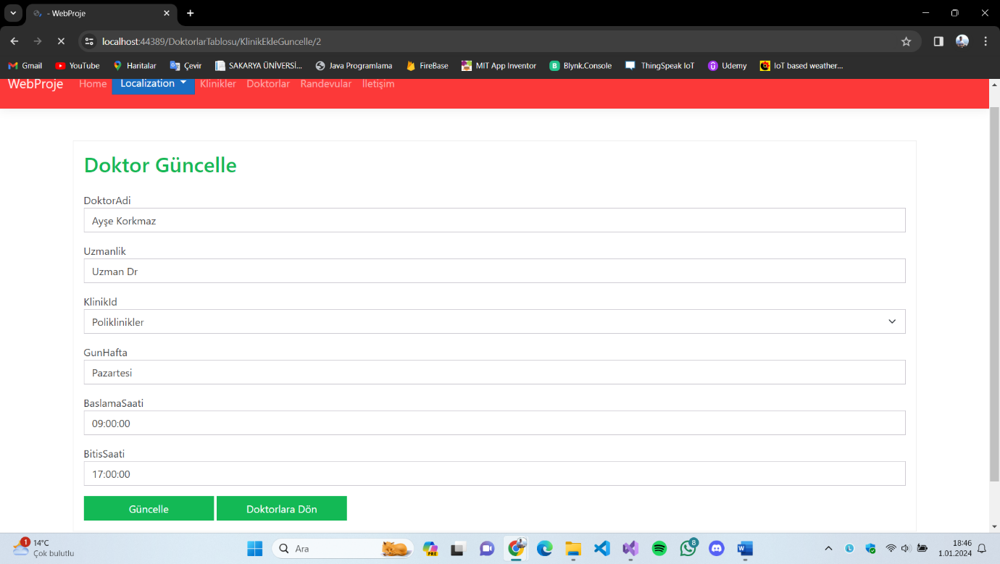 - WebProje
localhost:44389/DoktorlarTablosu/KlinikEkleGuncelle/2
Gmail YouTube Haritalar Çevir SAKARYA ÜNİVERSİ... Java Programlama FireBase MIT App Inventor Blynk.Console ThingSpeak IoT Udemy IoT based weather...
WebProje Home Localization Klinikler Doktorlar Randevular İletişim
Doktor Güncelle
DoktorAdi
Ayşe Korkmaz
Uzmanlik
Uzman Dr
KlinikId
Poliklinikler
GunHafta
Pazartesi
BaslamaSaati
09:00:00
BitisSaati
17:00:00
Güncelle Doktorlara Dön
1 14°C
Çok bulutlu
Ara
PRE
8
18:46
1.01.2024